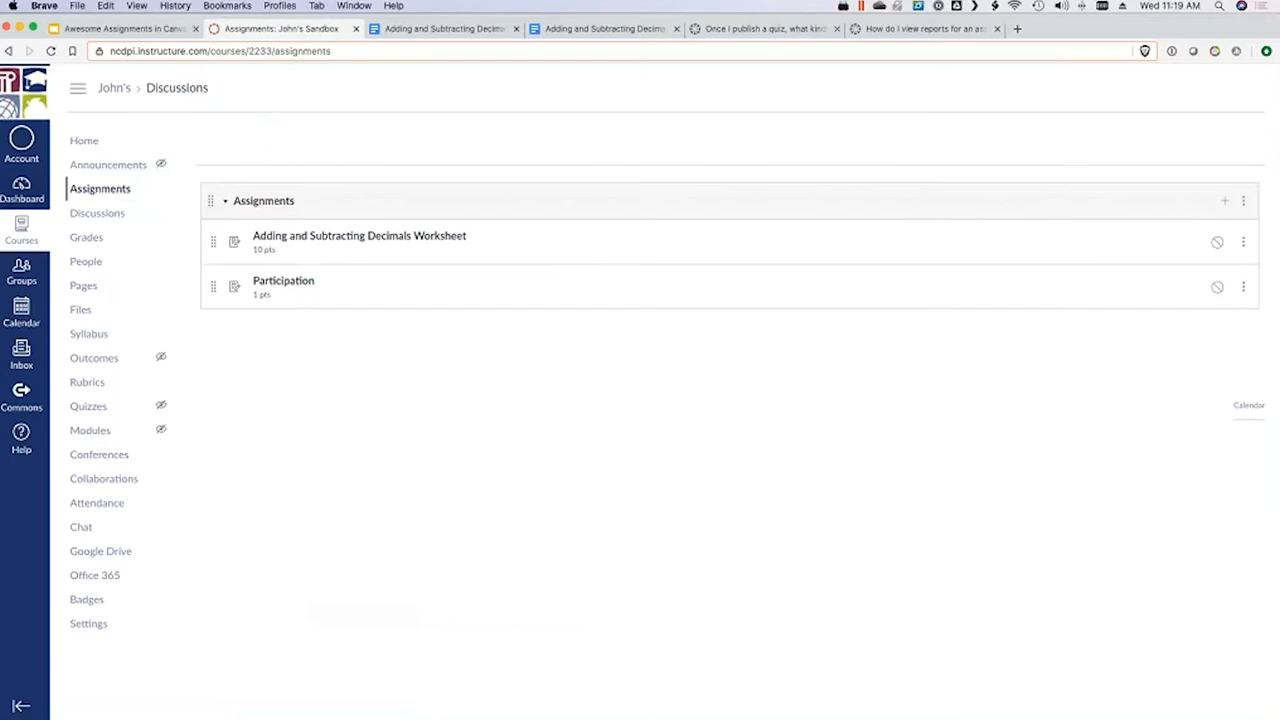 Brave File Edit View History Bookmarks Profiles Tab Window Help Wed 11:19 AM
Awesome Assignments in Canva Assignments: John's Sandbox Adding and Subtracting Decim Adding and Subtracting Decima Once I publish a quiz, what kin How do I view reports for an as
ncdpi.instructure.com/courses/2233/assignments
John's › Discussions
Account
Dashboard
Courses
Groups
Calendar
Inbox
Commons
Help
Home
Announcements
Assignments
Discussions
Grades
People
Pages
Files
Syllabus
Outcomes
Rubrics
Quizzes
Modules
Conferences
Collaborations
Attendance
Chat
Google Drive
Office 365
Badges
Settings
Assignments
Adding and Subtracting Decimals Worksheet
10 pts
Participation
1 pts
Calendar